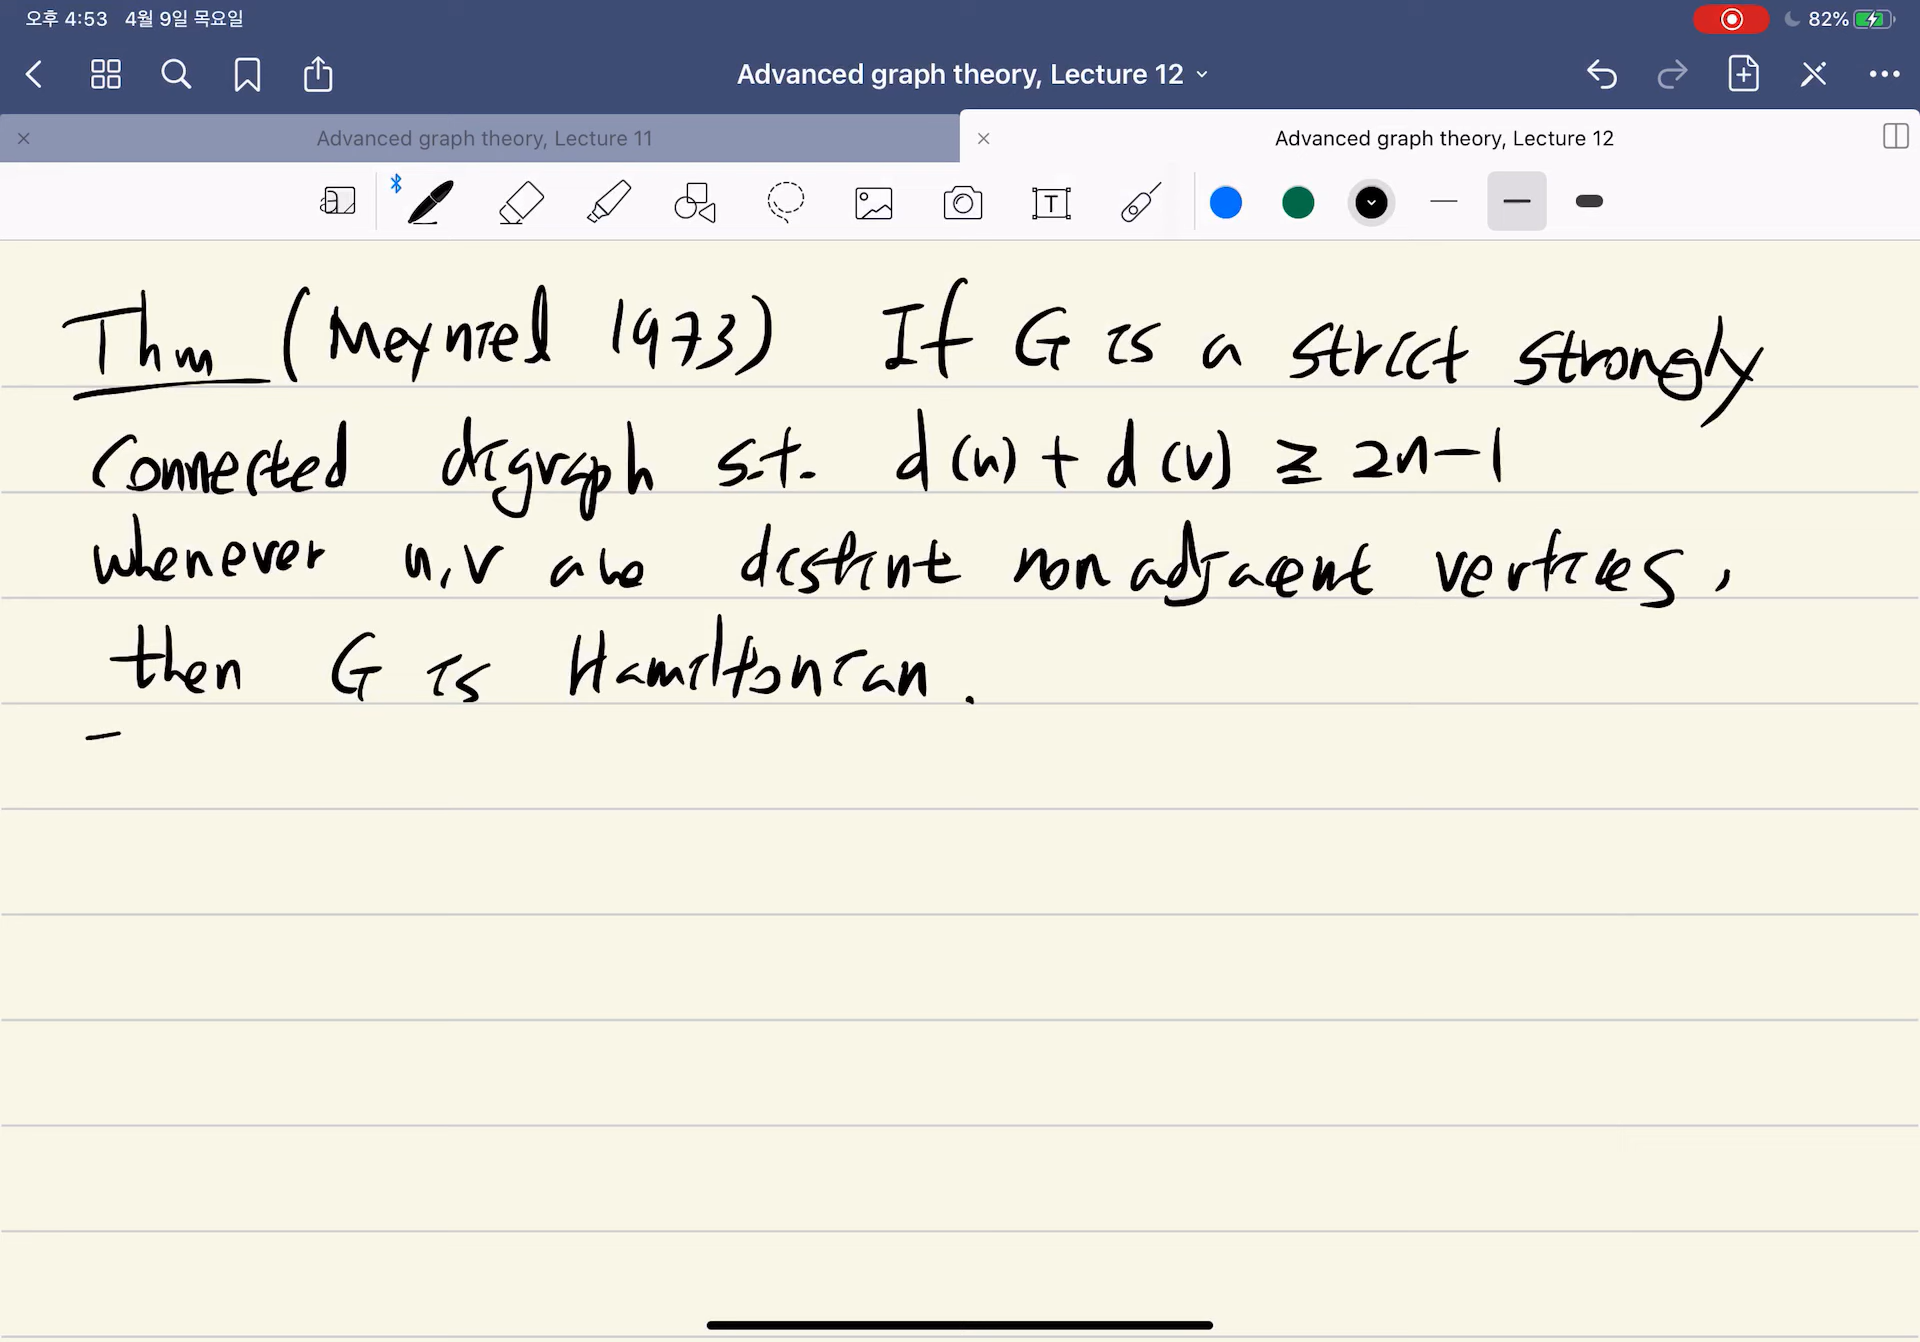 오후 4:53 4월 9일 목요일
82%
Advanced graph theory, Lecture 12
Advanced graph theory, Lecture 11
Advanced graph theory, Lecture 12
Thm (Meyniel 1973) If G is a strict strongly
connected digraph s.t. d(u) + d(v) ≥ 2n-1
whenever u,v are distinct nonadjacent vertices,
then G is Hamiltonian.